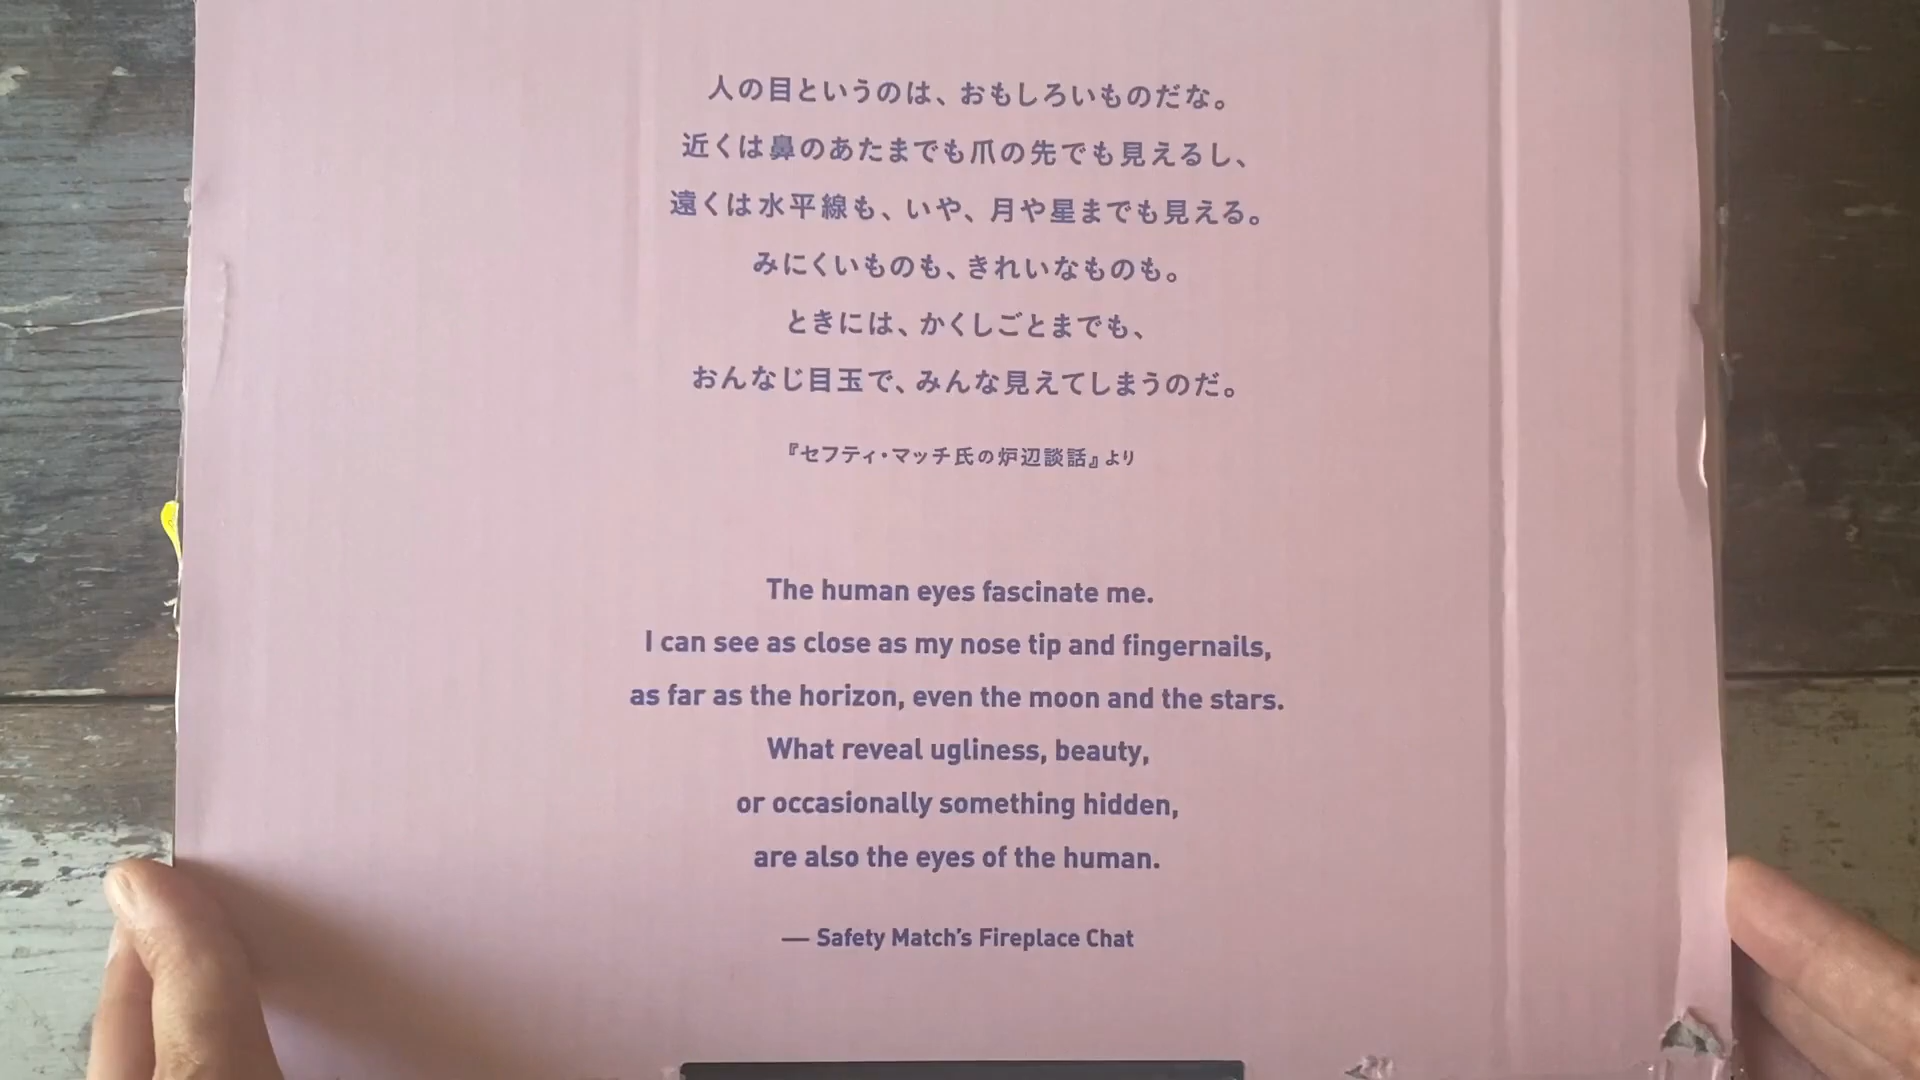 人の目というのは、おもしろいものだな。
近くは鼻のあたまでも爪の先でも見えるし、
遠くは水平線も、いや、月や星までも見える。
みにくいものも、きれいなものも。
ときには、かくしごとまでも、
おんなじ目玉で、みんな見えてしまうのだ。
『セフティ・マッチ氏の炉辺談話』より
The human eyes fascinate me.
I can see as close as my nose tip and fingernails,
as far as the horizon, even the moon and the stars.
What reveal ugliness, beauty,
or occasionally something hidden,
are also the eyes of the human.
— Safety Match’s Fireplace Chat